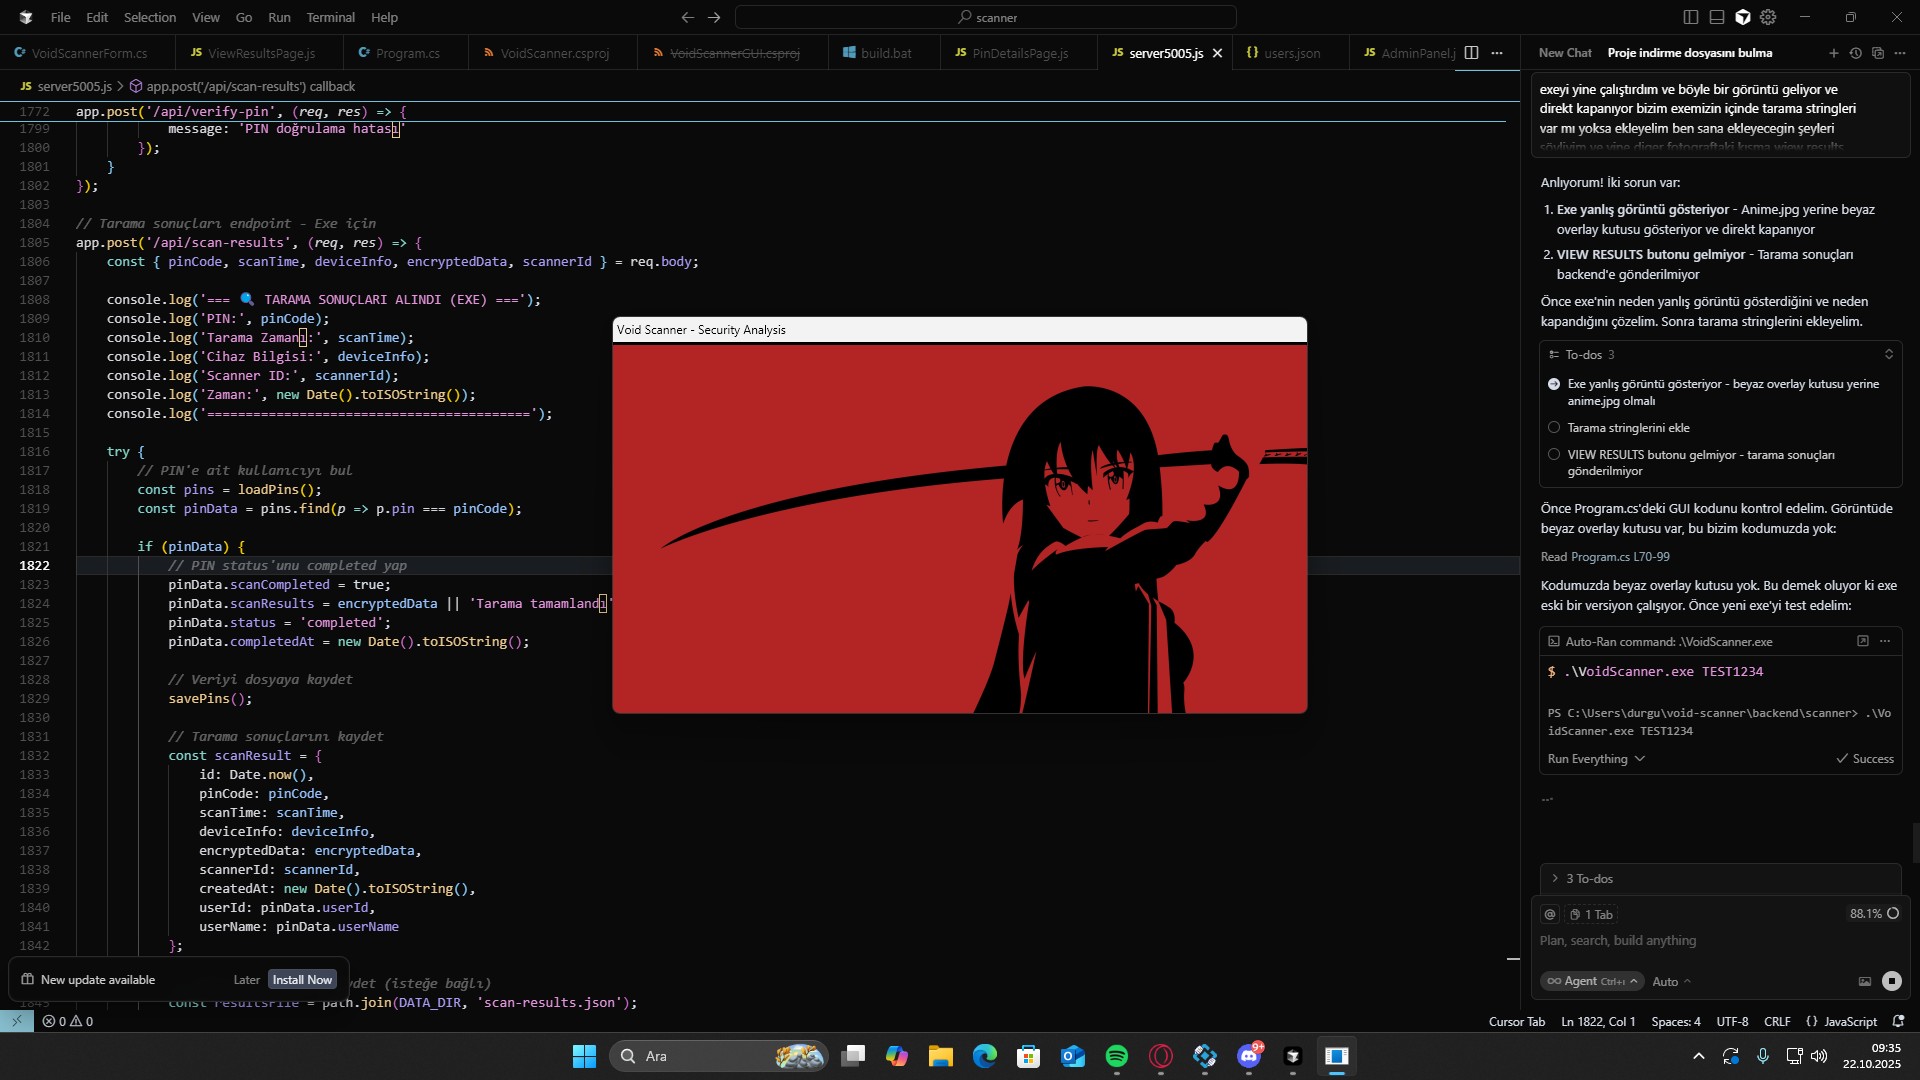 File Edit Selection View Go Run Terminal Help
scanner
VoidScannerForm.cs
JS ViewResultsPage.js
Program.cs
VoidScanner.csproj
VoidScannerGUI.csproj
build.bat
JS PinDetailsPage.js
JS server5005.js
{} users.json
JS AdminPanel.j
JS server5005.js > app.post('/api/scan-results') callback
1772 app.post('/api/verify-pin', (req, res) => {
1799 message: 'PIN doğrulama hatası'
1800 });
1801 }
1802 });
1803
1804 // Tarama sonuçları endpoint - Exe için
1805 app.post('/api/scan-results', (req, res) => {
1806 const { pinCode, scanTime, deviceInfo, encryptedData, scannerId } = req.body;
1807
1808 console.log('=== 🔍 TARAMA SONUÇLARI ALINDI (EXE) ===');
1809 console.log('PIN:', pinCode);
1810 console.log('Tarama Zamanı:', scanTime);
1811 console.log('Cihaz Bilgisi:', deviceInfo);
1812 console.log('Scanner ID:', scannerId);
1813 console.log('Zaman:', new Date().toISOString());
1814 console.log('==========================================');
1815
1816 try {
1817 // PIN'e ait kullanıcıyı bul
1818 const pins = loadPins();
1819 const pinData = pins.find(p => p.pin === pinCode);
1820
1821 if (pinData) {
1822 // PIN status'unu completed yap
1823 pinData.scanCompleted = true;
1824 pinData.scanResults = encryptedData || 'Tarama tamamlandı'
1825 pinData.status = 'completed';
1826 pinData.completedAt = new Date().toISOString();
1827
1828 // Veriyi dosyaya kaydet
1829 savePins();
1830
1831 // Tarama sonuçlarını kaydet
1832 const scanResult = {
1833 id: Date.now(),
1834 pinCode: pinCode,
1835 scanTime: scanTime,
1836 deviceInfo: deviceInfo,
1837 encryptedData: encryptedData,
1838 scannerId: scannerId,
1839 createdAt: new Date().toISOString(),
1840 userId: pinData.userId,
1841 userName: pinData.userName
1842 };
ydet (isteğe bağlı)
1845 const resultsFile = path.join(DATA_DIR, 'scan-results.json');
New update available Later Install Now
Void Scanner - Security Analysis
New Chat Proje indirme dosyasını bulma
exeyi yine çalıştırdım ve böyle bir görüntü geliyor ve
direkt kapanıyor bizim exemizin içinde tarama stringleri
var mı yoksa ekleyelim ben sana ekleyecegin şeyleri
söyliyim ve yine diger fotograftaki kısma wiew results
Anlıyorum! İki sorun var:
1. Exe yanlış görüntü gösteriyor - Anime.jpg yerine beyaz
overlay kutusu gösteriyor ve direkt kapanıyor
2. VIEW RESULTS butonu gelmiyor - Tarama sonuçları
backend'e gönderilmiyor
Önce exe'nin neden yanlış görüntü gösterdiğini ve neden
kapandığını çözelim. Sonra tarama stringlerini ekleyelim.
To-dos 3
Exe yanlış görüntü gösteriyor - beyaz overlay kutusu yerine
anime.jpg olmalı
Tarama stringlerini ekle
VIEW RESULTS butonu gelmiyor - tarama sonuçları
gönderilmiyor
Önce Program.cs'deki GUI kodunu kontrol edelim. Görüntüde
beyaz overlay kutusu var, bu bizim kodumuzda yok:
Read Program.cs L70-99
Kodumuzda beyaz overlay kutusu yok. Bu demek oluyor ki exe
eski bir versiyon çalışıyor. Önce yeni exe'yi test edelim:
Auto-Ran command: .\VoidScanner.exe
$ .\VoidScanner.exe TEST1234
PS C:\Users\durgu\void-scanner\backend\scanner> .\Vo
idScanner.exe TEST1234
Run Everything Success
> 3 To-dos
@ 1 Tab 88.1%
Plan, search, build anything
Agent Ctrl+I Auto
0 0
Cursor Tab Ln 1822, Col 1 Spaces: 4 UTF-8 CRLF {} JavaScript
Ara
9+
09:35
22.10.2025